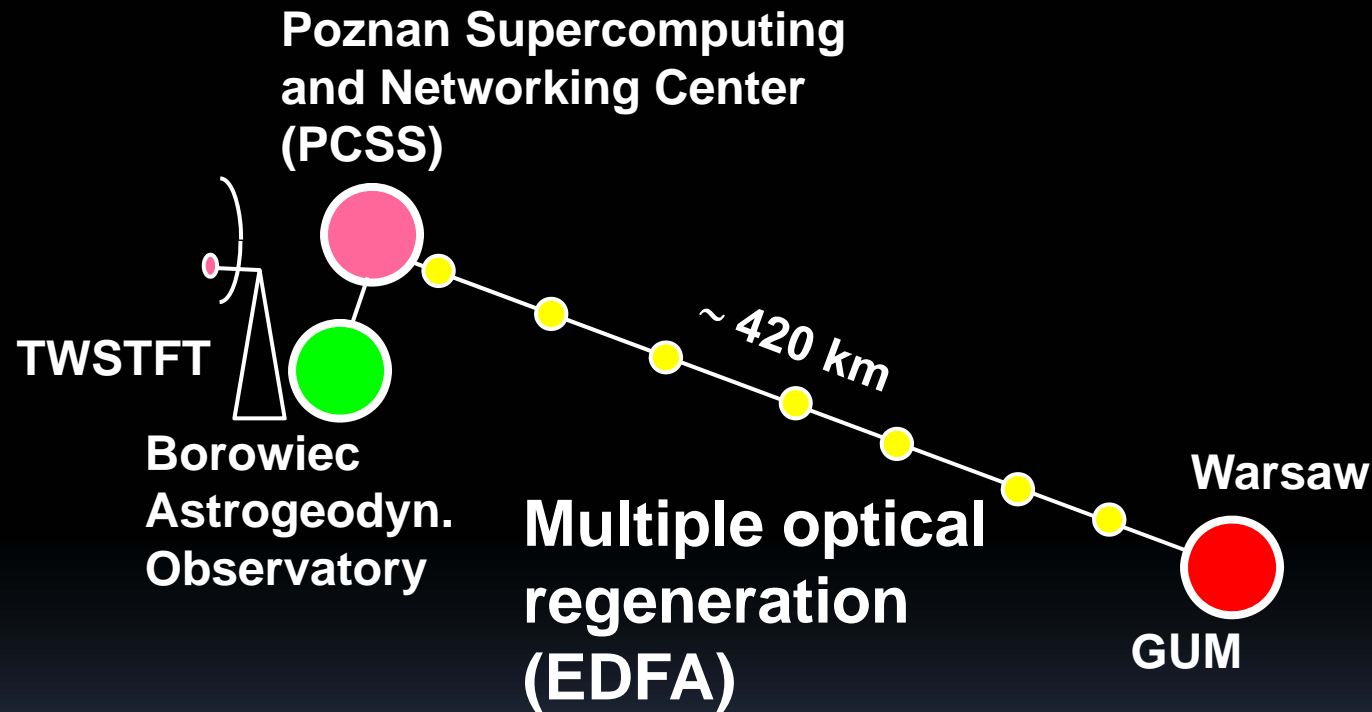 Poznan Supercomputing
and Networking Center
(PCSS)
TWSTFT
~ 420 km
Borowiec
Astrogeodyn.
Observatory
Multiple optical
regeneration
(EDFA)
Warsaw
GUM